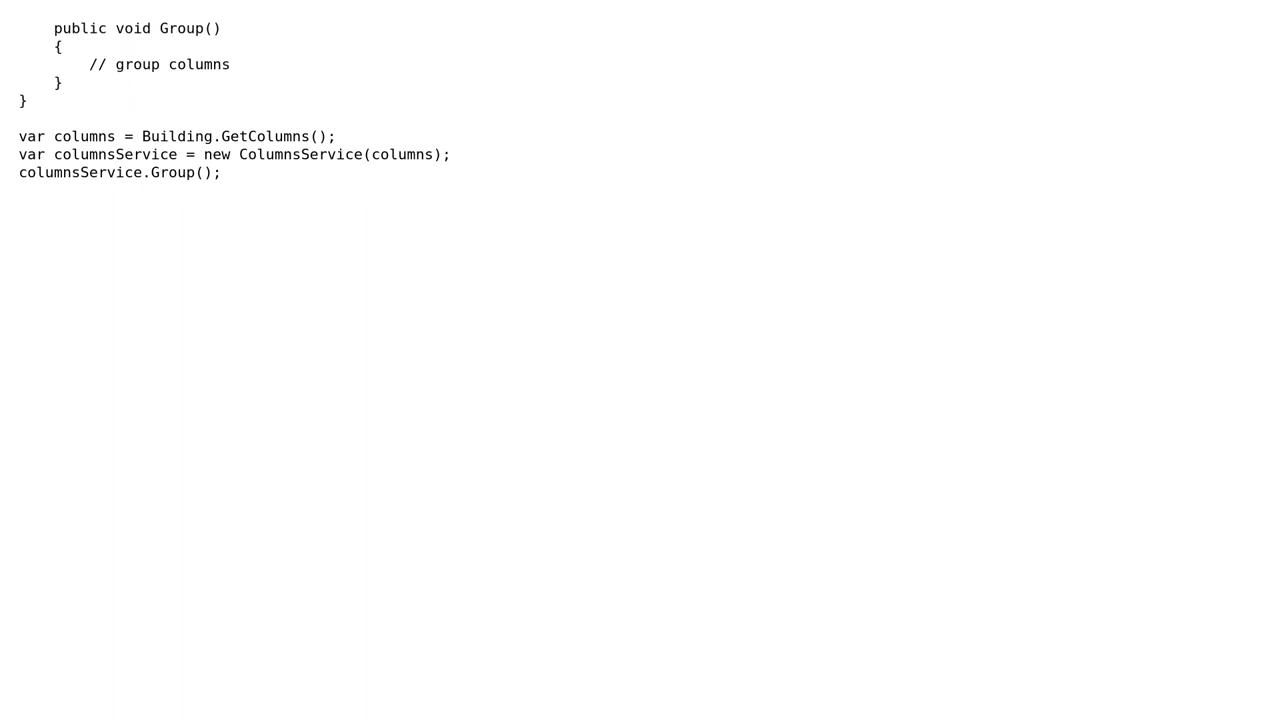 public void Group()
    {
        // group columns
    }
}

var columns = Building.GetColumns();
var columnsService = new ColumnsService(columns);
columnsService.Group();